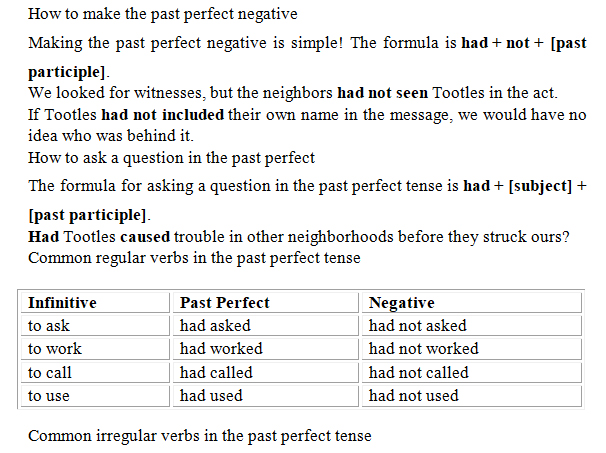 How to make the past perfect negative
Making the past perfect negative is simple! The formula is had + not + [past
participle].
We looked for witnesses, but the neighbors had not seen Tootles in the act.
If Tootles had not included their own name in the message, we would have no
idea who was behind it.
How to ask a question in the past perfect
The formula for asking a question in the past perfect tense is had + [subject] +
[past participle].
Had Tootles caused trouble in other neighborhoods before they struck ours?
Common regular verbs in the past perfect tense
Infinitive Past Perfect Negative
to ask had asked had not asked
to work had worked had not worked
to call had called had not called
to use had used had not used
Common irregular verbs in the past perfect tense